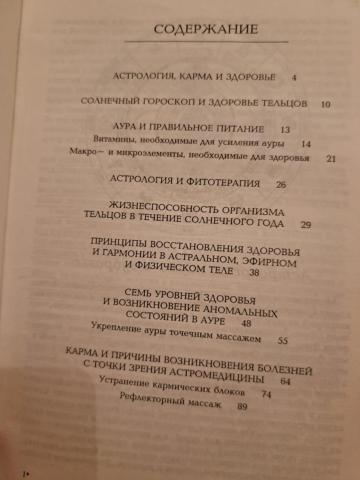 СОДЕРЖАНИЕ
АСТРОЛОГИЯ, КАРМА И ЗДОРОВЬЕ 4
СОЛНЕЧНЫЙ ГОРОСКОП И ЗДОРОВЬЕ ТЕЛЬЦОВ 10
АУРА И ПРАВИЛЬНОЕ ПИТАНИЕ 13
Витамины, необходимые для усиления ауры 14
Макро— и микроэлементы, необходимые для здоровья 21
АСТРОЛОГИЯ И ФИТОТЕРАПИЯ 26
ЖИЗНЕСПОСОБНОСТЬ ОРГАНИЗМА
ТЕЛЬЦОВ В ТЕЧЕНИЕ СОЛНЕЧНОГО ГОДА 29
ПРИНЦИПЫ ВОССТАНОВЛЕНИЯ ЗДОРОВЬЯ
И ГАРМОНИИ В АСТРАЛЬНОМ, ЭФИРНОМ
И ФИЗИЧЕСКОМ ТЕЛЕ 38
СЕМЬ УРОВНЕЙ ЗДОРОВЬЯ
И ВОЗНИКНОВЕНИЕ АНОМАЛЬНЫХ
СОСТОЯНИЙ В АУРЕ 48
Укрепление ауры точечным массажем 55
КАРМА И ПРИЧИНЫ ВОЗНИКНОВЕНИЯ БОЛЕЗНЕЙ
С ТОЧКИ ЗРЕНИЯ АСТРОМЕДИЦИНЫ 64
Устранение кармических блоков 74
Рефлекторный массаж 89
1*